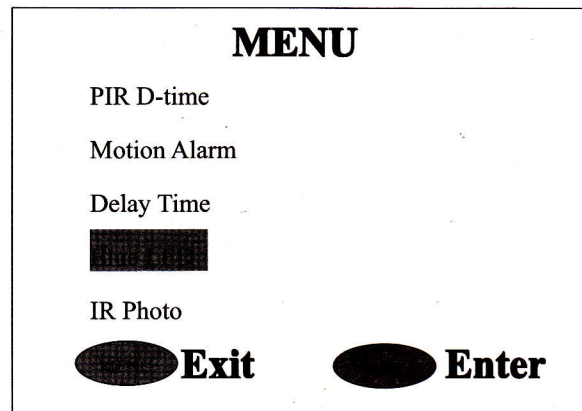 MENU
PIR D-time
Motion Alarm
Delay Time
IR Photo
Exit
Enter